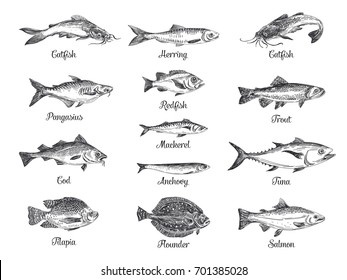 Catfish
Herring
Catfish
Pangasius
Redfish
Trout
Mackerel
Cod
Anchovy
Tuna
Tilapia
Flounder
Salmon
shutterstock.com · 701385028